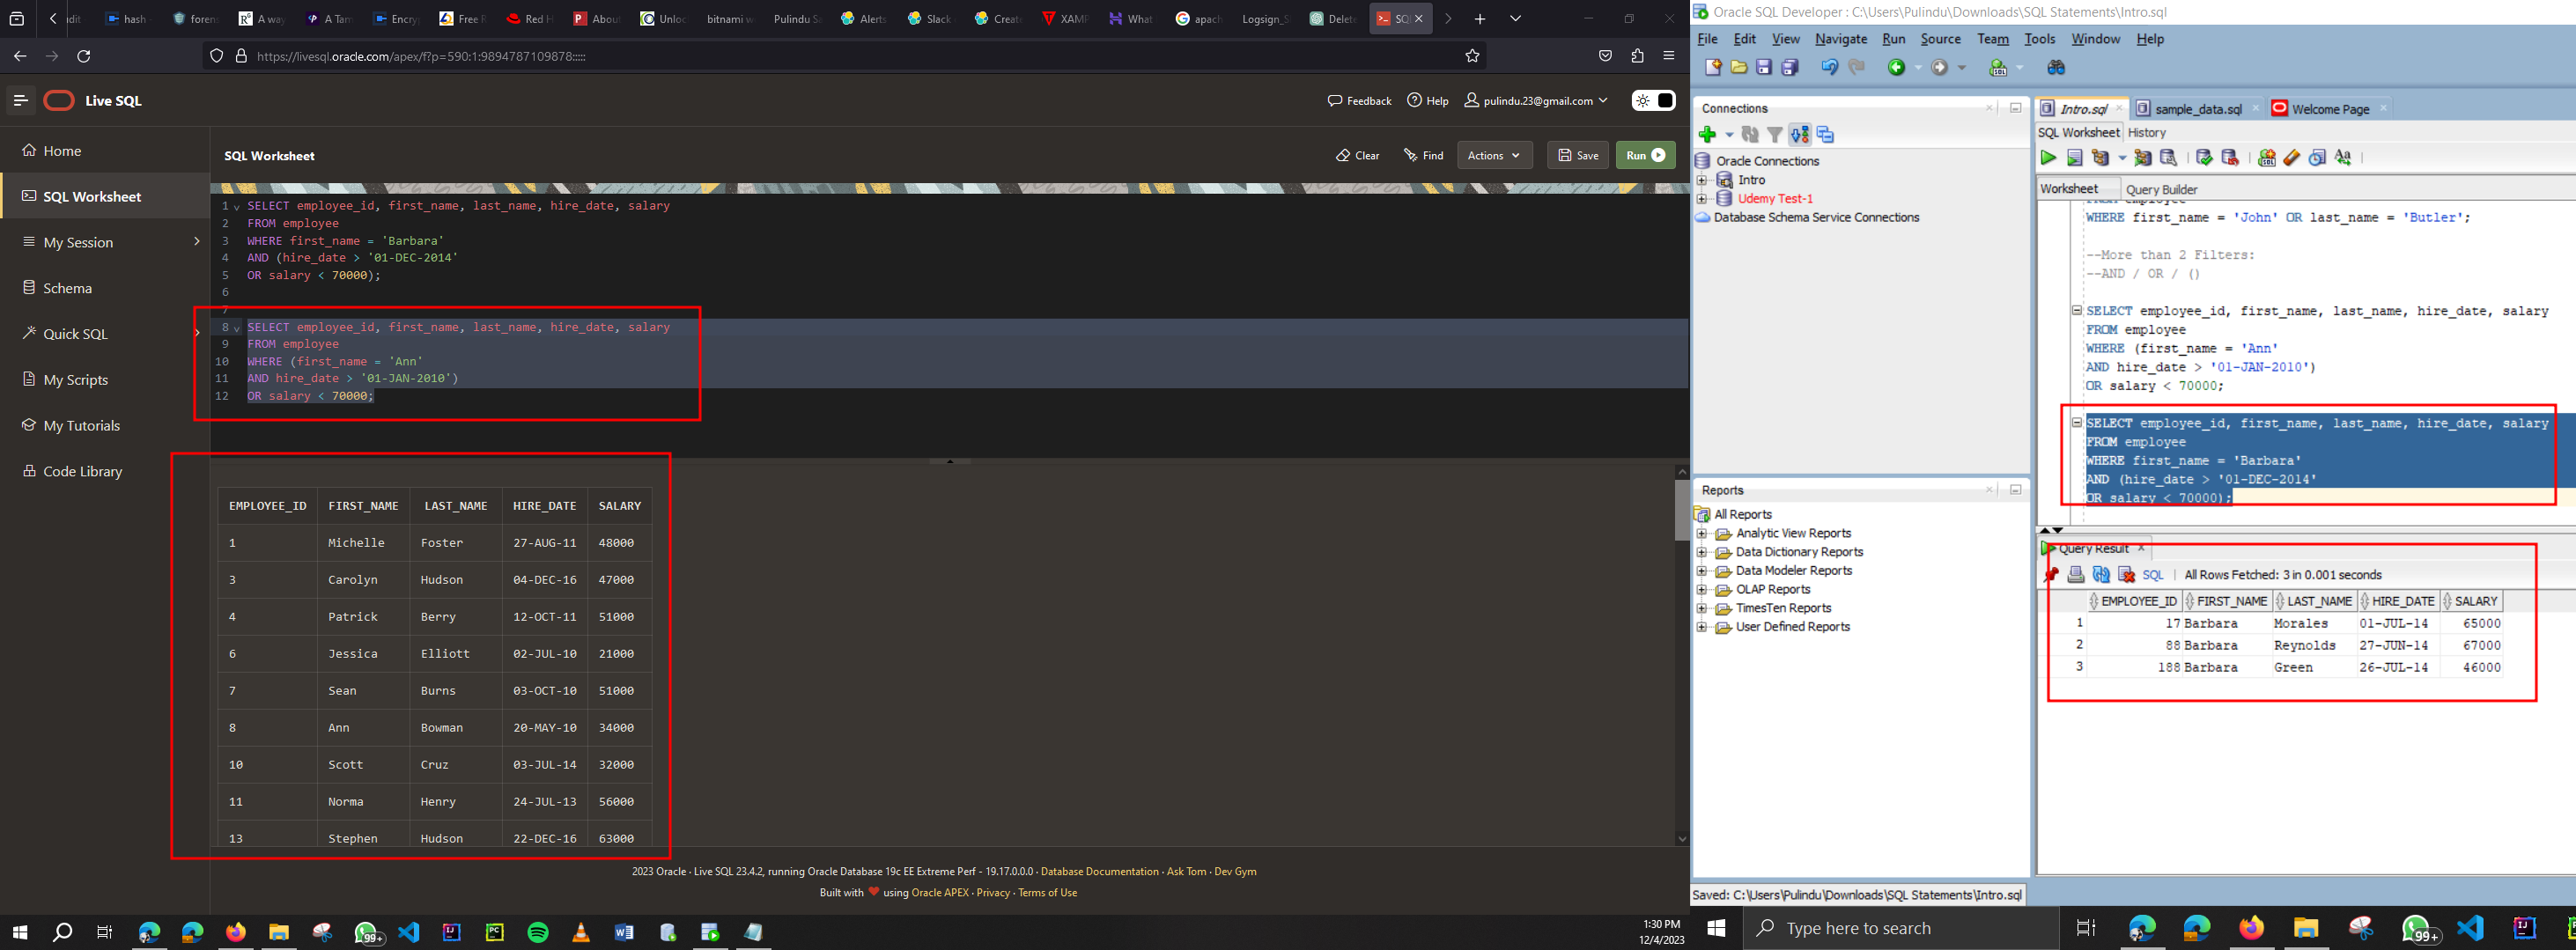 hash
foren
A way
A Tam
Encry
Free R
Red H
About
Unloc
bitnami w
Pulindu Sa
Alerts
Slack
Create
XAMP
What
apach
Logsign_S
Delete
https://livesql.oracle.com/apex/f?p=590:1:9894787109878:::::
Live SQL
Feedback
Help
pulindu.23@gmail.com
Home
SQL Worksheet
My Session
Schema
Quick SQL
My Scripts
My Tutorials
Code Library
SQL Worksheet
Clear
Find
Actions
Save
Run
1 SELECT employee_id, first_name, last_name, hire_date, salary
2 FROM employee
3 WHERE first_name = 'Barbara'
4 AND (hire_date > '01-DEC-2014'
5 OR salary < 70000);
6
7
8 SELECT employee_id, first_name, last_name, hire_date, salary
9 FROM employee
10 WHERE (first_name = 'Ann'
11 AND hire_date > '01-JAN-2010')
12 OR salary < 70000;
EMPLOYEE_ID FIRST_NAME LAST_NAME HIRE_DATE SALARY
1 Michelle Foster 27-AUG-11 48000
3 Carolyn Hudson 04-DEC-16 47000
4 Patrick Berry 12-OCT-11 51000
6 Jessica Elliott 02-JUL-10 21000
7 Sean Burns 03-OCT-10 51000
8 Ann Bowman 20-MAY-10 34000
10 Scott Cruz 03-JUL-14 32000
11 Norma Henry 24-JUL-13 56000
13 Stephen Hudson 22-DEC-16 63000
2023 Oracle · Live SQL 23.4.2, running Oracle Database 19c EE Extreme Perf - 19.17.0.0.0 · Database Documentation · Ask Tom · Dev Gym
Built with ❤ using Oracle APEX · Privacy · Terms of Use
99+
1:30 PM
12/4/2023
Oracle SQL Developer : C:\Users\Pulindu\Downloads\SQL Statements\Intro.sql
File Edit View Navigate Run Source Team Tools Window Help
Connections
Oracle Connections
Intro
Udemy Test-1
Database Schema Service Connections
Reports
All Reports
Analytic View Reports
Data Dictionary Reports
Data Modeler Reports
OLAP Reports
TimesTen Reports
User Defined Reports
Intro.sql
sample_data.sql
Welcome Page
SQL Worksheet History
Worksheet Query Builder
FROM employee
WHERE first_name = 'John' OR last_name = 'Butler';
--More than 2 Filters:
--AND / OR / ()
SELECT employee_id, first_name, last_name, hire_date, salary
FROM employee
WHERE (first_name = 'Ann'
AND hire_date > '01-JAN-2010')
OR salary < 70000;
SELECT employee_id, first_name, last_name, hire_date, salary
FROM employee
WHERE first_name = 'Barbara'
AND (hire_date > '01-DEC-2014'
OR salary < 70000);
Query Result
SQL | All Rows Fetched: 3 in 0.001 seconds
EMPLOYEE_ID FIRST_NAME LAST_NAME HIRE_DATE SALARY
1 17 Barbara Morales 01-JUL-14 65000
2 88 Barbara Reynolds 27-JUN-14 67000
3 188 Barbara Green 26-JUL-14 46000
Saved: C:\Users\Pulindu\Downloads\SQL Statements\Intro.sql
Type here to search
99+